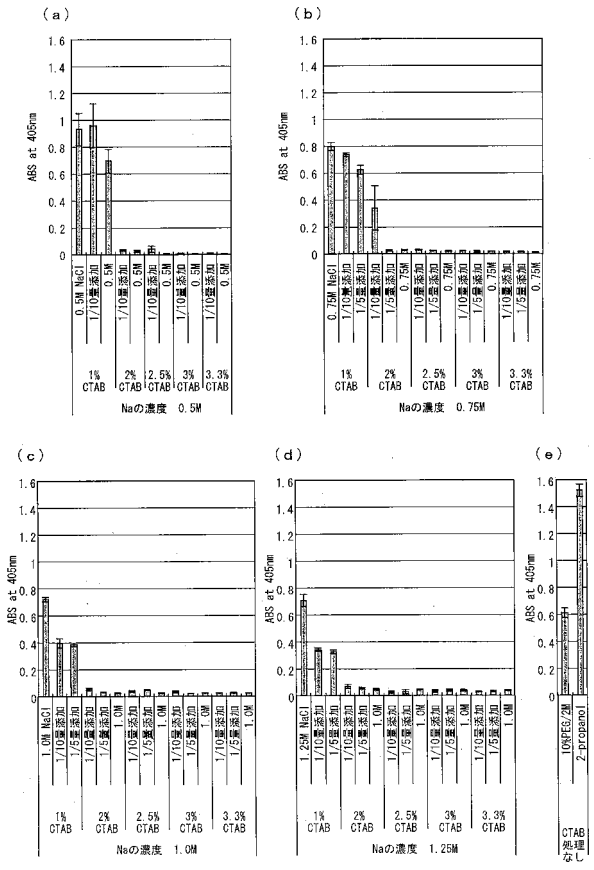 (a)
ABS at 405nm
1.6
1.4
1.2
1
0.8
0.6
0.4
0.2
0
0.5M NaCl
1/10量添加
0.5M
1/10量添加
0.5M
1/10量添加
0.5M
1/10量添加
0.5M
1/10量添加
0.5M
1% CTAB
2% CTAB
2.5% CTAB
3% CTAB
3.3% CTAB
Naの濃度 0.5M
(b)
ABS at 405nm
1.6
1.4
1.2
1
0.8
0.6
0.4
0.2
0
0.75M NaCl
1/10量添加
1/5量添加
1/10量添加
1/5量添加
0.75M
1/10量添加
1/5量添加
0.75M
1/10量添加
1/5量添加
0.75M
1/10量添加
1/5量添加
0.75M
1% CTAB
2% CTAB
2.5% CTAB
3% CTAB
3.3% CTAB
Naの濃度 0.75M
(c)
ABS at 405nm
1.6
1.4
1.2
1
0.8
0.6
0.4
0.2
0
1.0M NaCl
1/10量添加
1/5量添加
1/10量添加
1/5量添加
1.0M
1/10量添加
1/5量添加
1.0M
1/10量添加
1/5量添加
1.0M
1/10量添加
1/5量添加
1.0M
1% CTAB
2% CTAB
2.5% CTAB
3% CTAB
3.3% CTAB
Naの濃度 1.0M
(d)
ABS at 405nm
1.6
1.4
1.2
1
0.8
0.6
0.4
0.2
0
1.25M NaCl
1/10量添加
1/5量添加
1/10量添加
1/5量添加
1.0M
1/10量添加
1/5量添加
1.0M
1/10量添加
1/5量添加
1.0M
1/10量添加
1/5量添加
1.0M
1% CTAB
2% CTAB
2.5% CTAB
3% CTAB
3.3% CTAB
Naの濃度 1.25M
(e)
ABS at 405nm
1.6
1.4
1.2
1
0.8
0.6
0.4
0.2
0
10%PEG/2M
2-propanol
CTAB
処理
なし